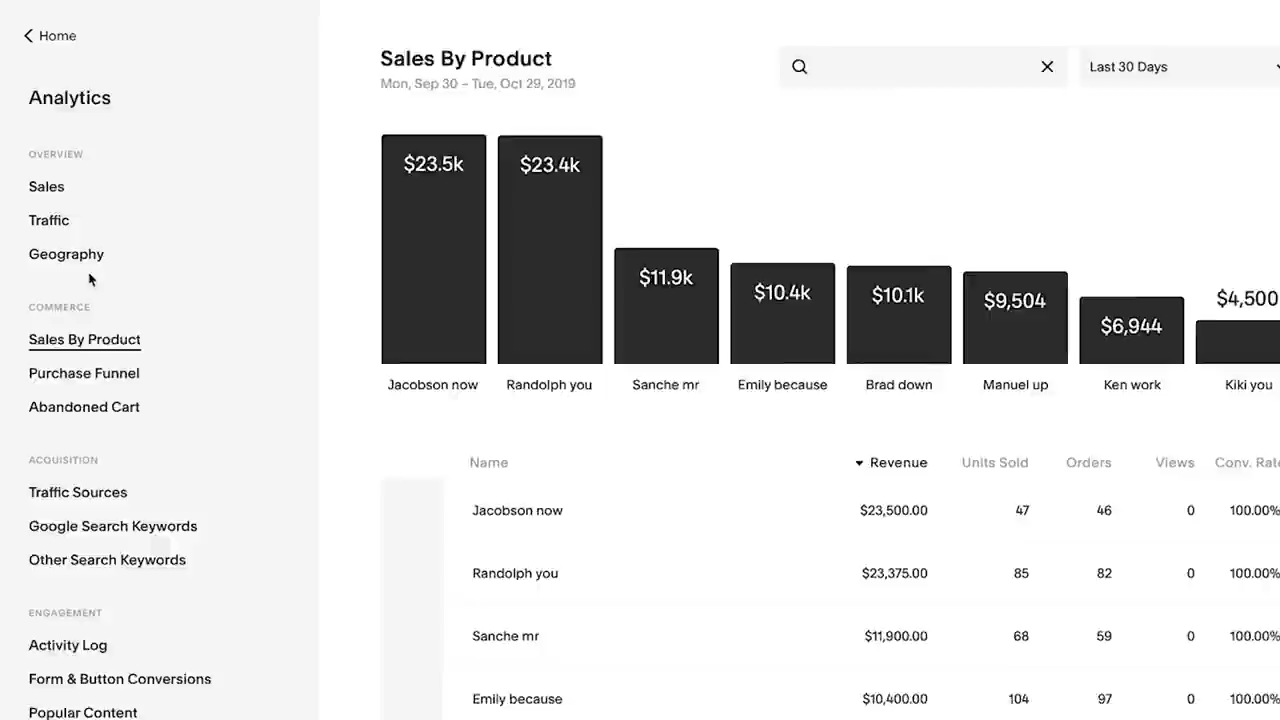 Home
Analytics
OVERVIEW
Sales
Traffic
Geography
COMMERCE
Sales By Product
Purchase Funnel
Abandoned Cart
ACQUISITION
Traffic Sources
Google Search Keywords
Other Search Keywords
ENGAGEMENT
Activity Log
Form & Button Conversions
Popular Content
Sales By Product
Mon, Sep 30 – Tue, Oct 29, 2019
Last 30 Days
$23.5k $23.4k $11.9k $10.4k $10.1k $9,504 $6,944 $4,500
Jacobson now Randolph you Sanche mr Emily because Brad down Manuel up Ken work Kiki you
Name Revenue Units Sold Orders Views Conv. Rate
Jacobson now $23,500.00 47 46 0 100.00%
Randolph you $23,375.00 85 82 0 100.00%
Sanche mr $11,900.00 68 59 0 100.00%
Emily because $10,400.00 104 97 0 100.00%